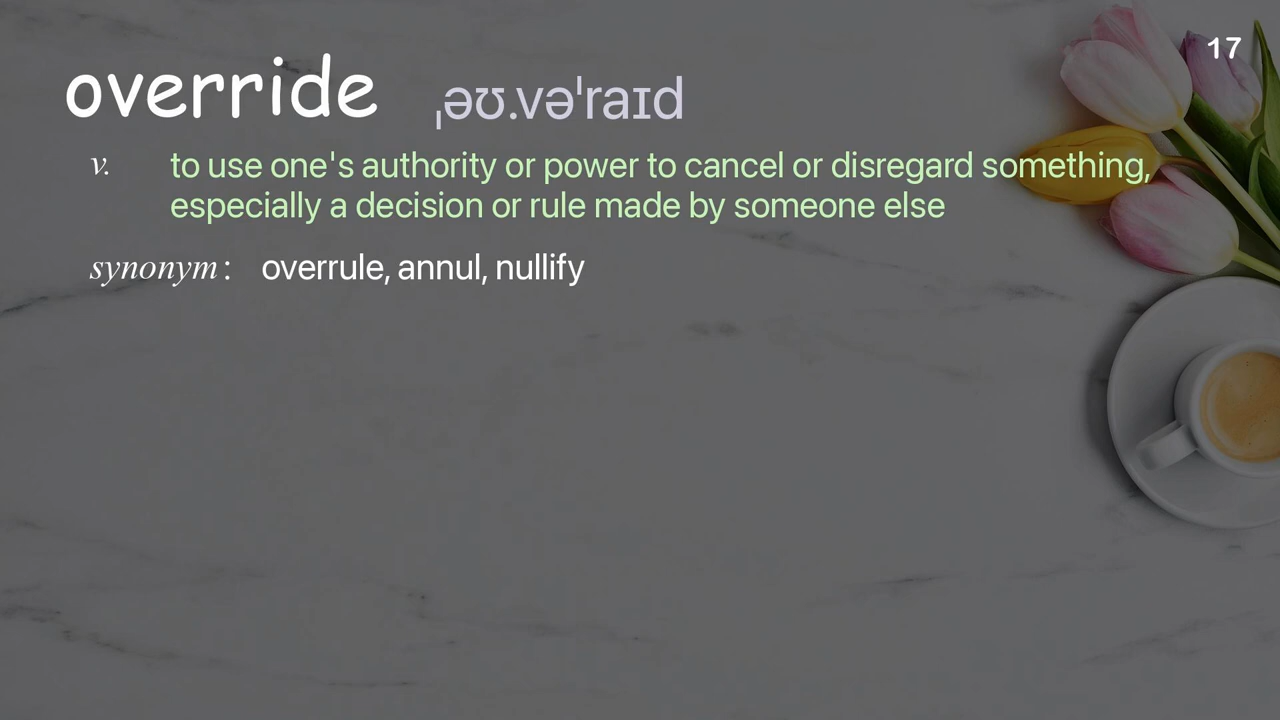 17
override ˌəʊ.vəˈraɪd
v. to use one's authority or power to cancel or disregard something,
especially a decision or rule made by someone else
synonym: overrule, annul, nullify